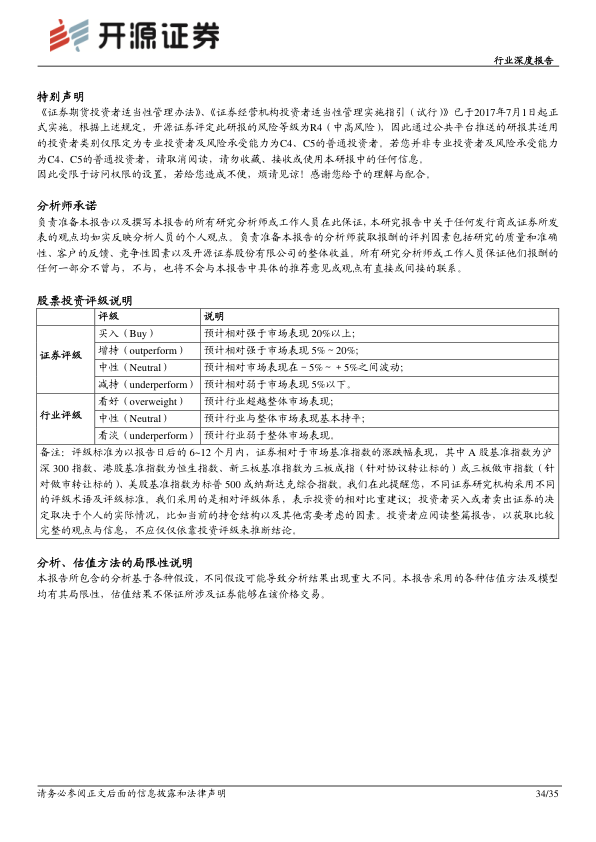 开源证券
行业深度报告
特别声明
《证券期货投资者适当性管理办法》、《证券经营机构投资者适当性管理实施指引（试行）》已于2017年7月1日起正
式实施。根据上述规定，开源证券评定此研报的风险等级为R4（中高风险），因此通过公共平台推送的研报其适用
的投资者类别仅限定为专业投资者及风险承受能力为C4、C5的普通投资者。若您并非专业投资者及风险承受能力
为C4、C5的普通投资者，请取消阅读，请勿收藏、接收或使用本研报中的任何信息。
因此受限于访问权限的设置，若给您造成不便，烦请见谅！感谢您给予的理解与配合。
分析师承诺
负责准备本报告以及撰写本报告的所有研究分析师或工作人员在此保证，本研究报告中关于任何发行商或证券所发
表的观点均如实反映分析人员的个人观点。负责准备本报告的分析师获取报酬的评判因素包括研究的质量和准确
性、客户的反馈、竞争性因素以及开源证券股份有限公司的整体收益。所有研究分析师或工作人员保证他们报酬的
任何一部分不曾与，不与，也将不会与本报告中具体的推荐意见或观点有直接或间接的联系。
股票投资评级说明
评级 说明
证券评级 买入（Buy） 预计相对强于市场表现 20%以上；
增持（outperform） 预计相对强于市场表现 5%～20%；
中性（Neutral） 预计相对市场表现在－5%～＋5%之间波动；
减持（underperform） 预计相对弱于市场表现 5%以下。
行业评级 看好（overweight） 预计行业超越整体市场表现；
中性（Neutral） 预计行业与整体市场表现基本持平；
看淡（underperform） 预计行业弱于整体市场表现。
备注：评级标准为以报告日后的 6~12 个月内，证券相对于市场基准指数的涨跌幅表现，其中 A 股基准指数为沪
深 300 指数、港股基准指数为恒生指数、新三板基准指数为三板成指（针对协议转让标的）或三板做市指数（针
对做市转让标的）、美股基准指数为标普 500 或纳斯达克综合指数。我们在此提醒您，不同证券研究机构采用不同
的评级术语及评级标准。我们采用的是相对评级体系，表示投资的相对比重建议；投资者买入或者卖出证券的决
定取决于个人的实际情况，比如当前的持仓结构以及其他需要考虑的因素。投资者应阅读整篇报告，以获取比较
完整的观点与信息，不应仅仅依靠投资评级来推断结论。
分析、估值方法的局限性说明
本报告所包含的分析基于各种假设，不同假设可能导致分析结果出现重大不同。本报告采用的各种估值方法及模型
均有其局限性，估值结果不保证所涉及证券能够在该价格交易。
请务必参阅正文后面的信息披露和法律声明
34/35